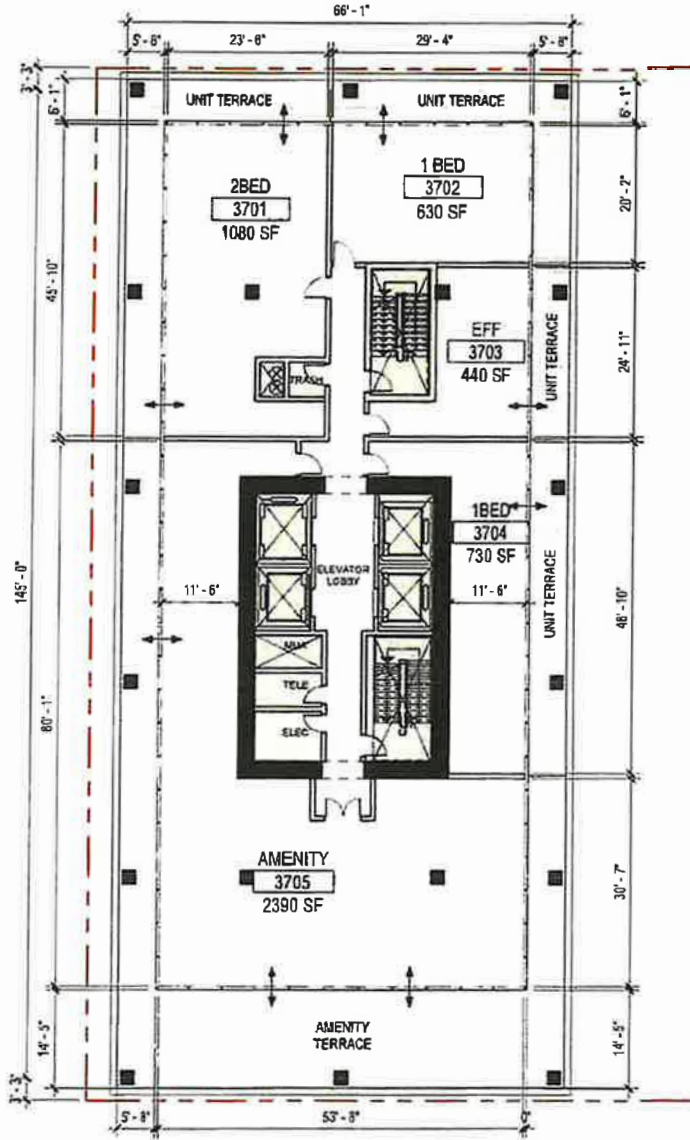 66'-1"
5'-8"
23'-6"
29'-4"
5'-8"
3'-3"
6'-1"
UNIT TERRACE
UNIT TERRACE
6'-1"
2BED
3701
1080 SF
1 BED
3702
630 SF
20'-2"
45'-10"
EFF
3703
440 SF
UNIT TERRACE
24'-11"
TRASH
1BED
3704
730 SF
ELEVATOR
LOBBY
11'-6"
11'-6"
UNIT TERRACE
145'-0"
48'-10"
TELE
ELEC
80'-1"
AMENITY
3705
2390 SF
30'-7"
AMENITY
TERRACE
14'-5"
14'-5"
3'-3"
5'-8"
53'-8"